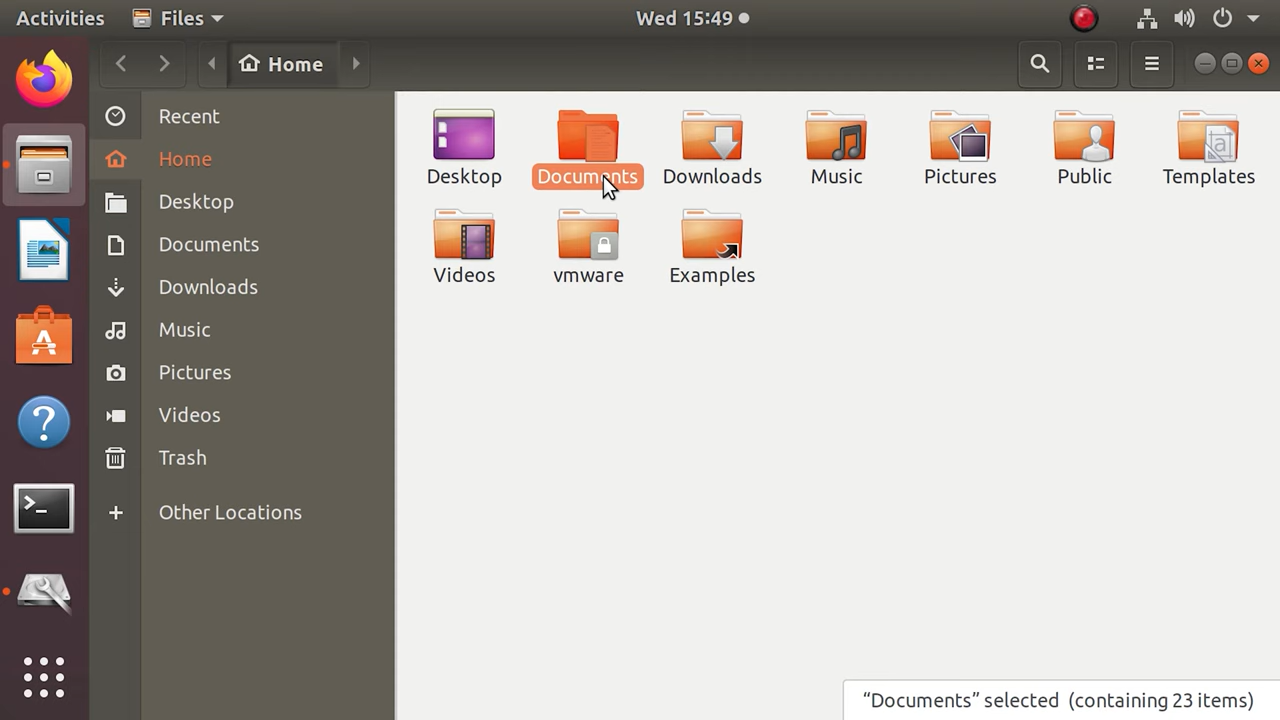 Activities Files Wed 15:49
Home
Recent
Home
Desktop
Documents
Downloads
Music
Pictures
Videos
Trash
Other Locations
Desktop Documents Downloads Music Pictures Public Templates
Videos vmware Examples
“Documents” selected (containing 23 items)